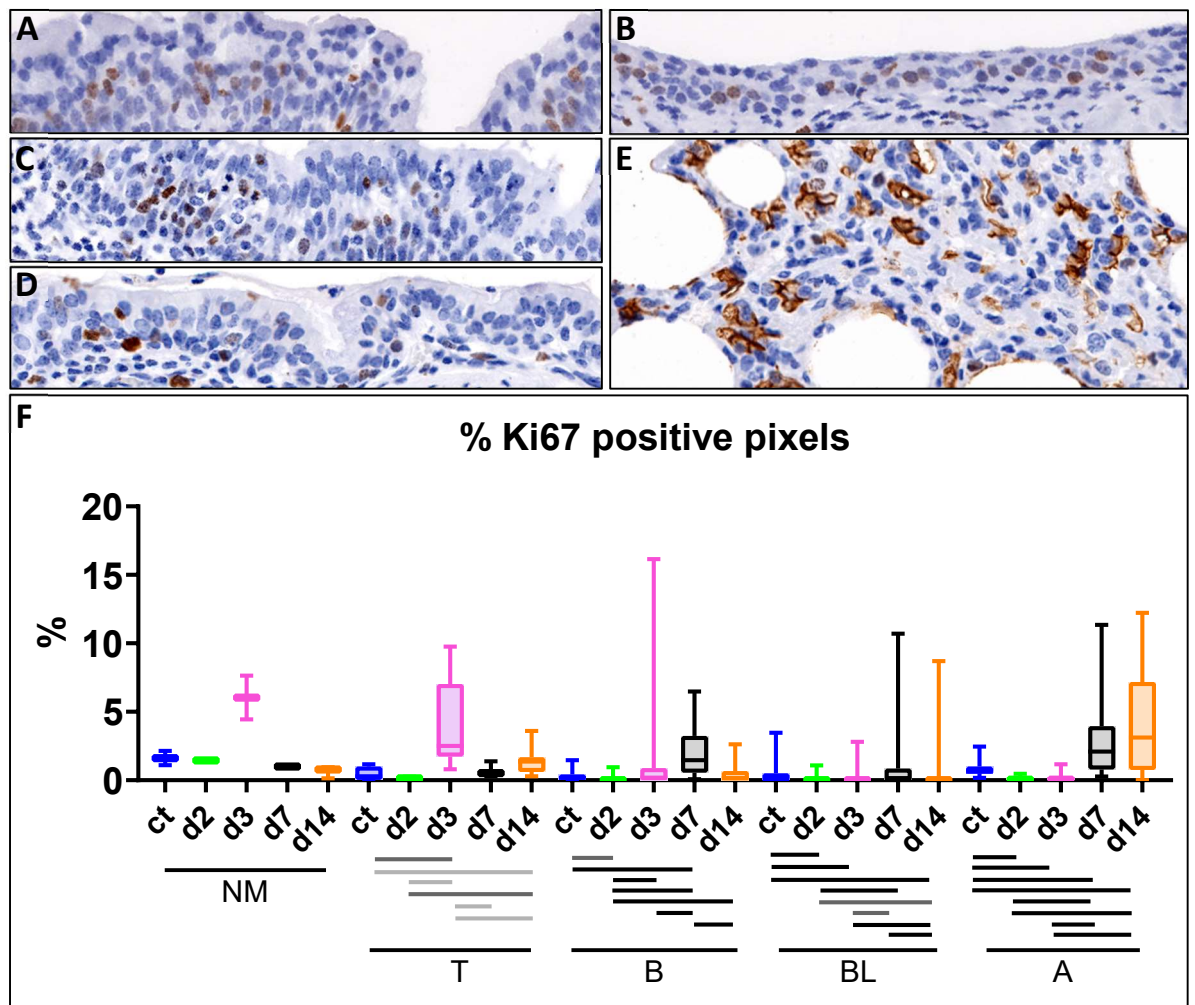 A
B
C
E
D
F
% Ki67 positive pixels
20
15
10
5
0
%
ct d2 d3 d7 d14 ct d2 d3 d7 d14 ct d2 d3 d7 d14 ct d2 d3 d7 d14 ct d2 d3 d7 d14
NM
T B BL A